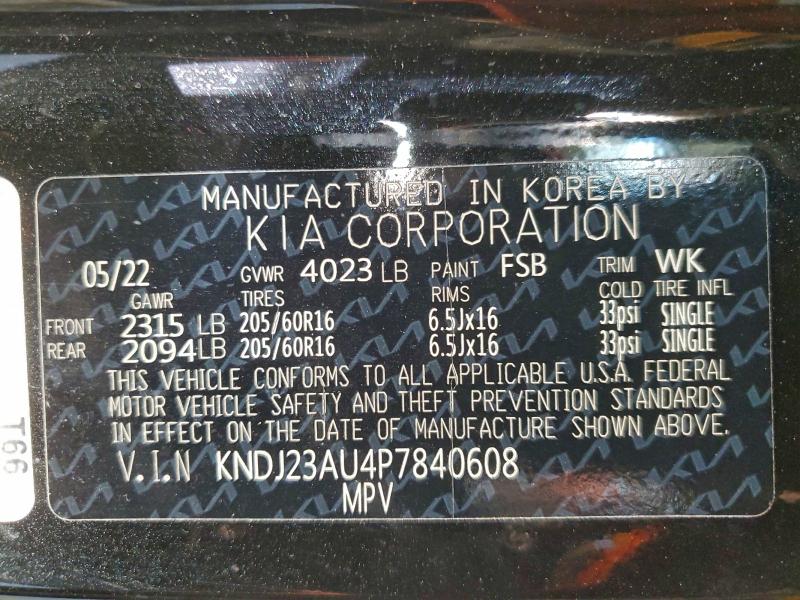 MANUFACTURED IN KOREA BY
KIA CORPORATION
05/22 GVWR 4023 LB PAINT FSB TRIM WK
GAWR TIRES RIMS COLD TIRE INFL
FRONT 2315 LB 205/60R16 6.5Jx16 33psi SINGLE
REAR 2094 LB 205/60R16 6.5Jx16 33psi SINGLE
THIS VEHICLE CONFORMS TO ALL APPLICABLE U.S.A. FEDERAL
MOTOR VEHICLE SAFETY AND THEFT PREVENTION STANDARDS
IN EFFECT ON THE DATE OF MANUFACTURE SHOWN ABOVE.
V.I.N KNDJ23AU4P7840608
MPV
T66